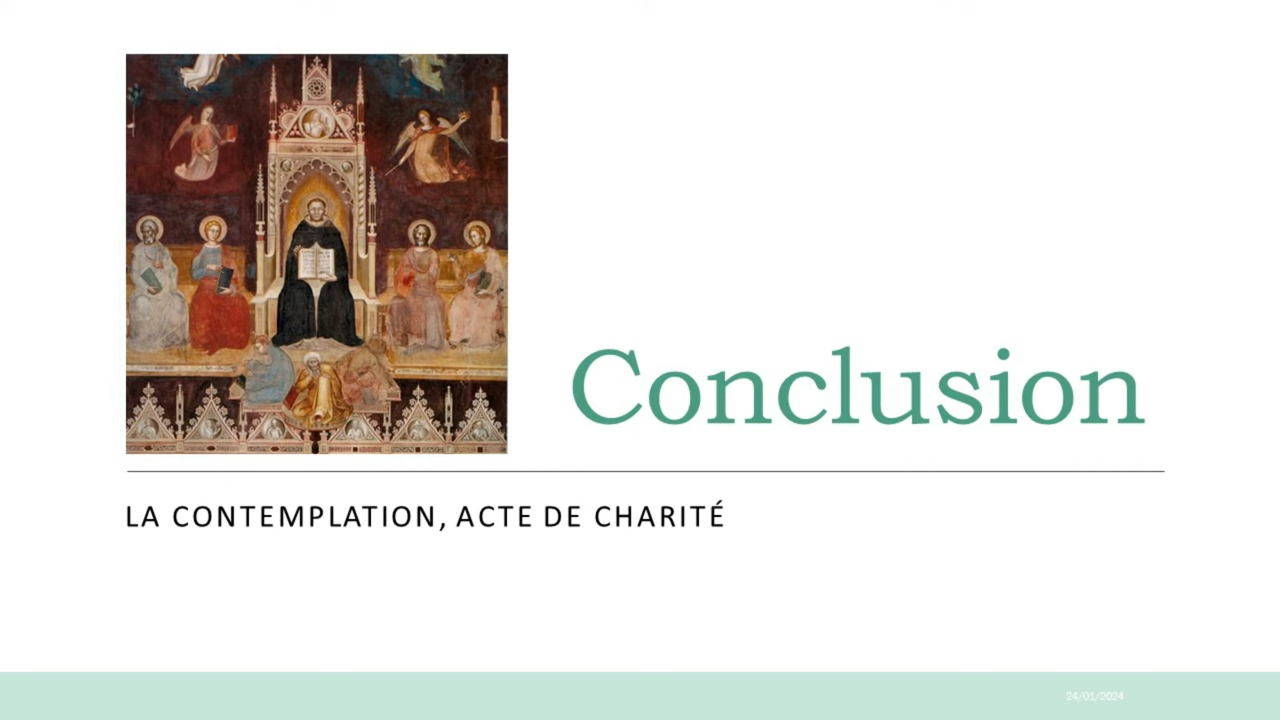 Conclusion
LA CONTEMPLATION, ACTE DE CHARITÉ
24/01/2024